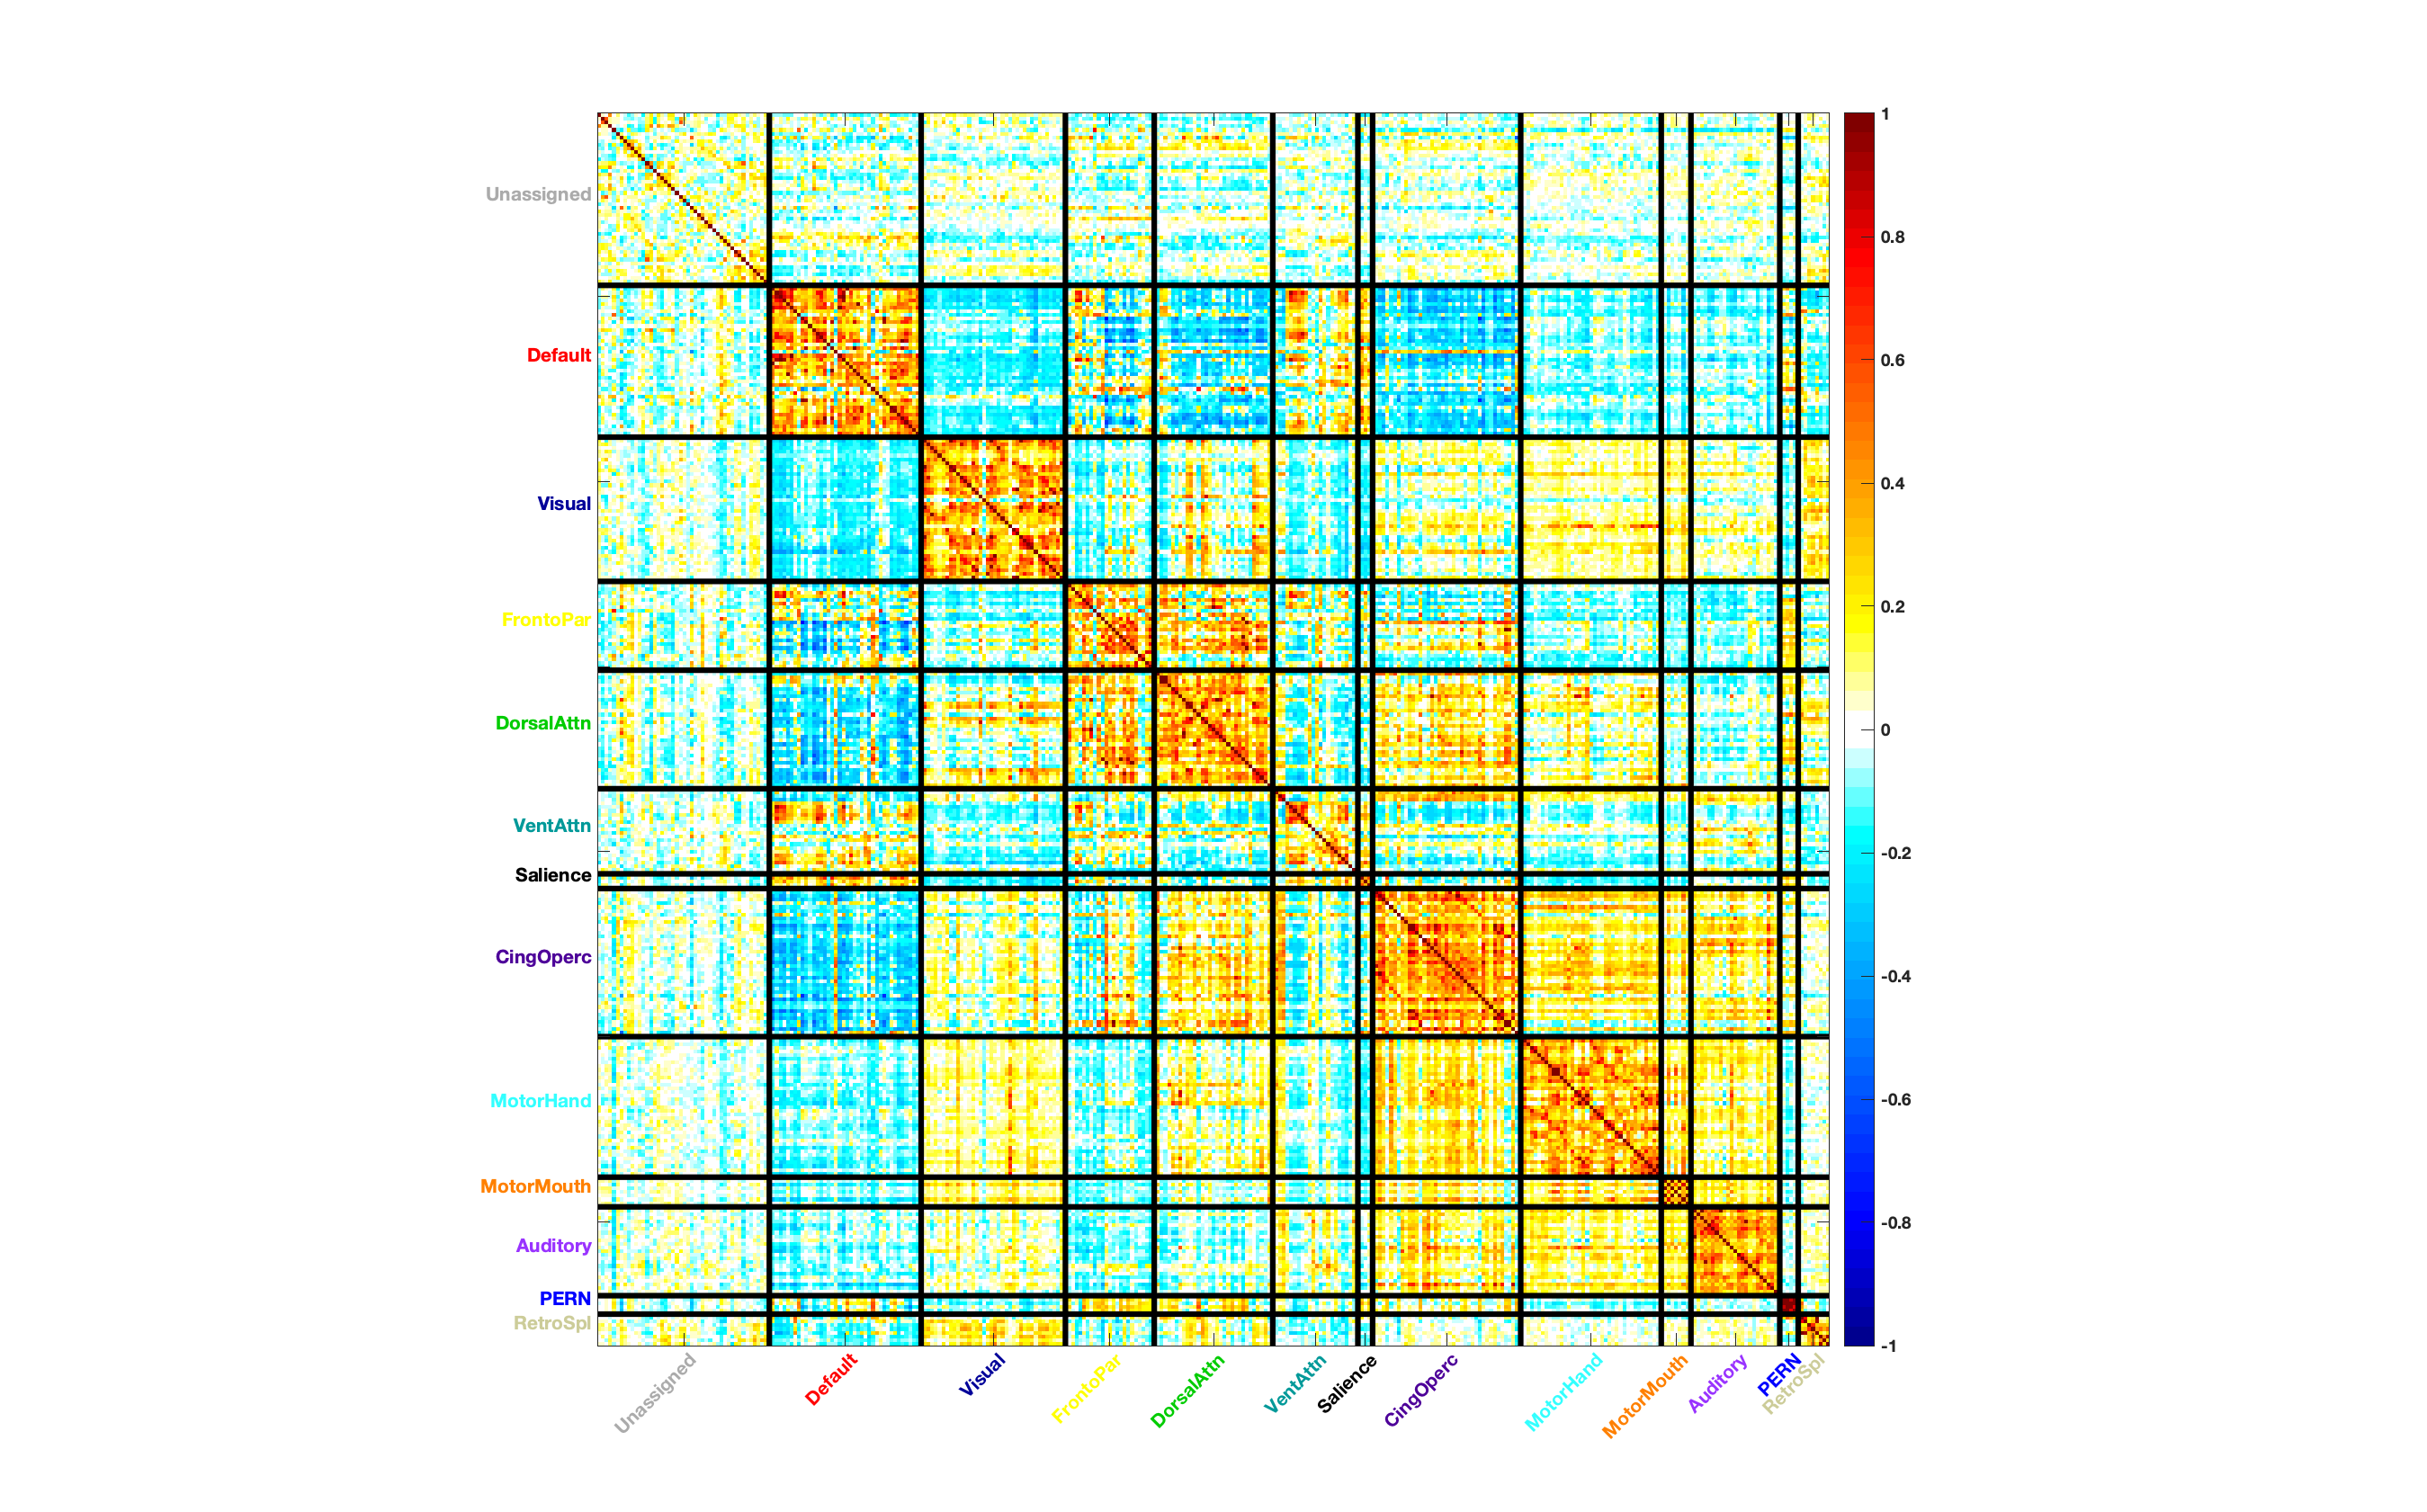 Unassigned
Default
Visual
FrontoPar
DorsalAttn
VentAttn
Salience
CingOperc
MotorHand
MotorMouth
Auditory
PERN
RetroSpl
1
0.8
0.6
0.4
0.2
0
-0.2
-0.4
-0.6
-0.8
-1
Unassigned
Default
Visual
FrontoPar
DorsalAttn
VentAttn
Salience
CingOperc
MotorHand
MotorMouth
Auditory
PERN
RetroSpl